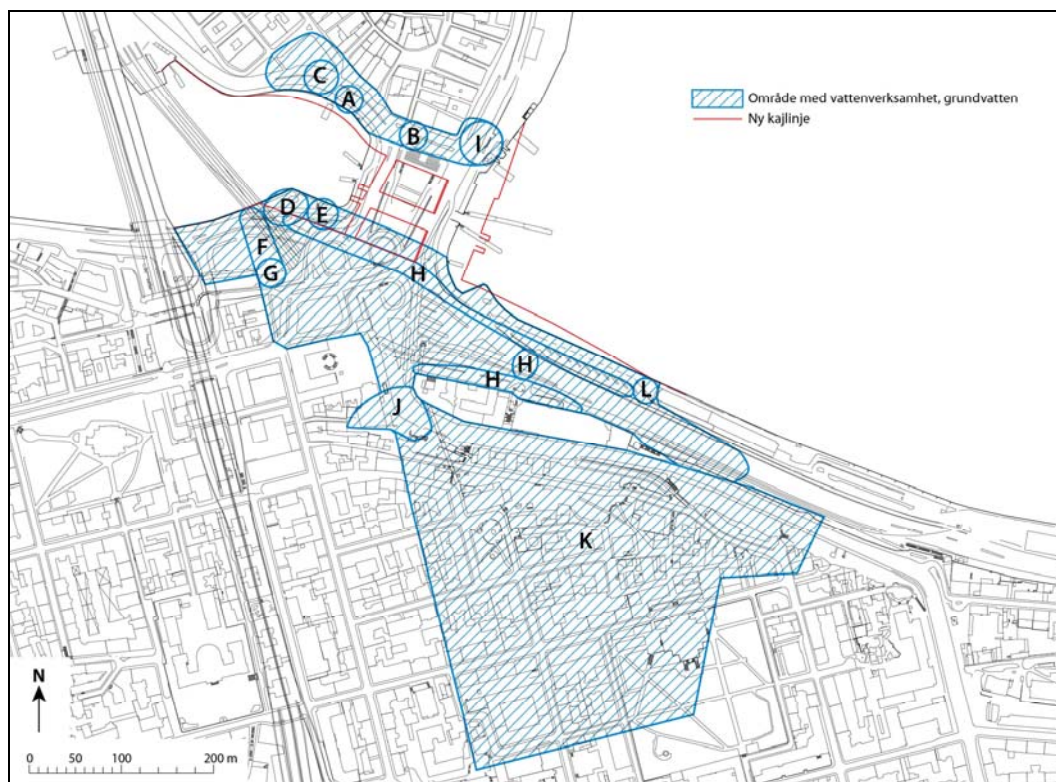 C
A
B
I
Område med vattenverksamhet, grundvatten
Ny kajlinje
D
E
F
G
H
H
H
L
J
K
N
0 50 100 200 m